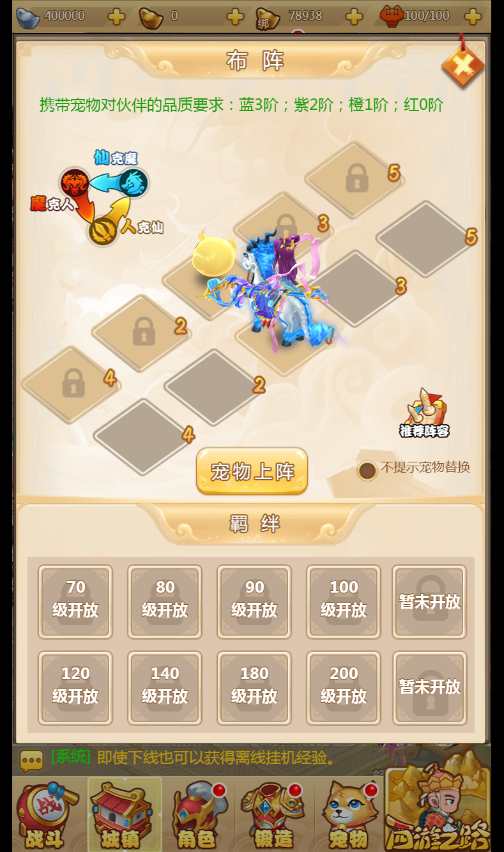 400000 0 绑 78938 100/100
布 阵
携带宠物对伙伴的品质要求：蓝3阶；紫2阶；橙1阶；红0阶
仙克魔
魔克人
人克仙
5
3 5
3
2
4 2
4
推荐阵容
宠物上阵 不提示宠物替换
羁 绊
70 80 90 100
级开放 级开放 级开放 级开放 暂未开放
120 140 180 200
级开放 级开放 级开放 级开放 暂未开放
[系统] 即使下线也可以获得离线挂机经验。
战斗 城镇 角色 锻造 宠物 西游之路